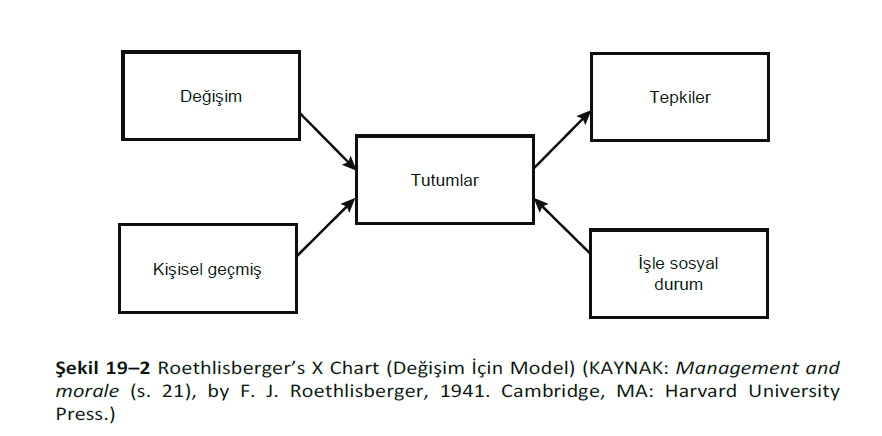 Değişim
Tepkiler
Tutumlar
Kişisel geçmiş
İşle sosyal
durum
Şekil 19–2 Roethlisberger’s X Chart (Değişim İçin Model) (KAYNAK: Management and
morale (s. 21), by F. J. Roethlisberger, 1941. Cambridge, MA: Harvard University
Press.)